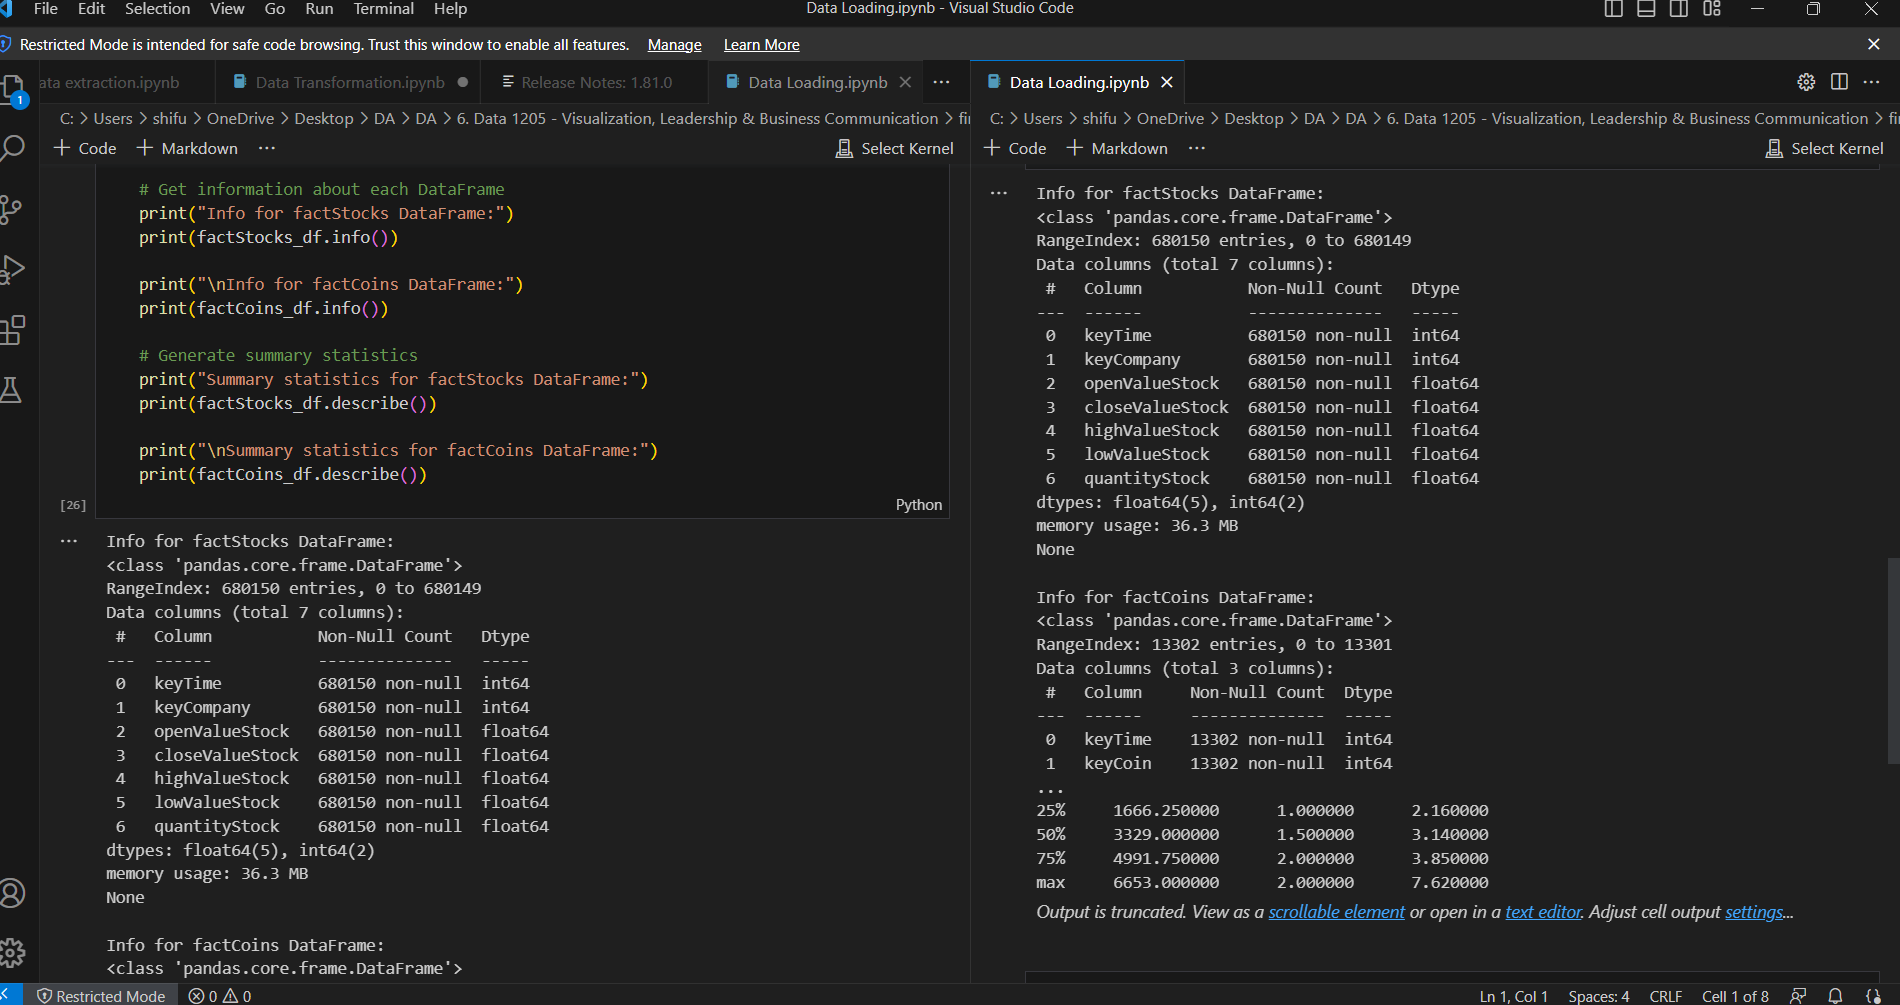 File Edit Selection View Go Run Terminal Help
Data Loading.ipynb - Visual Studio Code
Restricted Mode is intended for safe code browsing. Trust this window to enable all features. Manage Learn More
1
ata extraction.ipynb
Data Transformation.ipynb
Release Notes: 1.81.0
Data Loading.ipynb
C: > Users > shifu > OneDrive > Desktop > DA > DA > 6. Data 1205 - Visualization, Leadership & Business Communication > fi
+ Code + Markdown ...
Select Kernel
# Get information about each DataFrame
print("Info for factStocks DataFrame:")
print(factStocks_df.info())
print("\nInfo for factCoins DataFrame:")
print(factCoins_df.info())
# Generate summary statistics
print("Summary statistics for factStocks DataFrame:")
print(factStocks_df.describe())
print("\nSummary statistics for factCoins DataFrame:")
print(factCoins_df.describe())
[26]
Python
...
Info for factStocks DataFrame:
<class 'pandas.core.frame.DataFrame'>
RangeIndex: 680150 entries, 0 to 680149
Data columns (total 7 columns):
# Column Non-Null Count Dtype
--- ------ -------------- -----
0 keyTime 680150 non-null int64
1 keyCompany 680150 non-null int64
2 openValueStock 680150 non-null float64
3 closeValueStock 680150 non-null float64
4 highValueStock 680150 non-null float64
5 lowValueStock 680150 non-null float64
6 quantityStock 680150 non-null float64
dtypes: float64(5), int64(2)
memory usage: 36.3 MB
None
Info for factCoins DataFrame:
<class 'pandas.core.frame.DataFrame'>
Data Loading.ipynb
C: > Users > shifu > OneDrive > Desktop > DA > DA > 6. Data 1205 - Visualization, Leadership & Business Communication > fi
+ Code + Markdown ...
Select Kernel
...
Info for factStocks DataFrame:
<class 'pandas.core.frame.DataFrame'>
RangeIndex: 680150 entries, 0 to 680149
Data columns (total 7 columns):
# Column Non-Null Count Dtype
--- ------ -------------- -----
0 keyTime 680150 non-null int64
1 keyCompany 680150 non-null int64
2 openValueStock 680150 non-null float64
3 closeValueStock 680150 non-null float64
4 highValueStock 680150 non-null float64
5 lowValueStock 680150 non-null float64
6 quantityStock 680150 non-null float64
dtypes: float64(5), int64(2)
memory usage: 36.3 MB
None
Info for factCoins DataFrame:
<class 'pandas.core.frame.DataFrame'>
RangeIndex: 13302 entries, 0 to 13301
Data columns (total 3 columns):
# Column Non-Null Count Dtype
--- ------ -------------- -----
0 keyTime 13302 non-null int64
1 keyCoin 13302 non-null int64
...
25% 1666.250000 1.000000 2.160000
50% 3329.000000 1.500000 3.140000
75% 4991.750000 2.000000 3.850000
max 6653.000000 2.000000 7.620000
Output is truncated. View as a scrollable element or open in a text editor. Adjust cell output settings...
Restricted Mode 0 0
Ln 1, Col 1 Spaces: 4 CRLF Cell 1 of 8